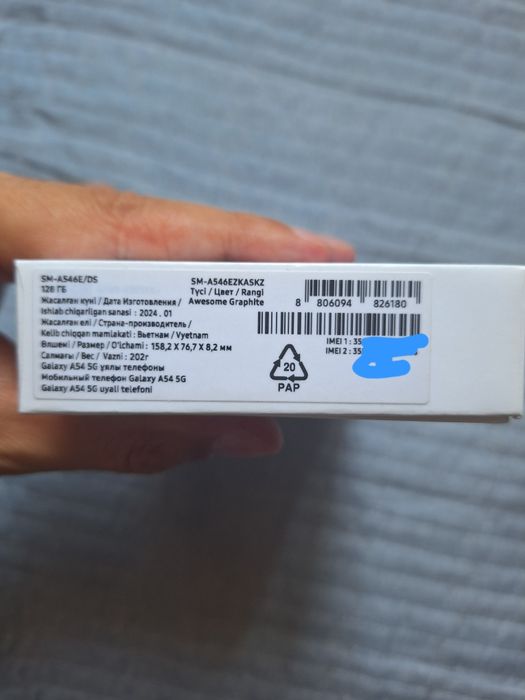 SM-A546E/DS
128 ГБ
Жасалған күні / Дата Изготовления /
Ishlab chiqarilgan sanasi : 2024 . 01
Жасалған елі / Страна-производитель /
Kelib chiqqan mamlakati : Вьетнам / Vyetnam
Өлшемі / Размер / O'lchami : 158,2 X 76,7 X 8,2 мм
Салмағы / Вес / Vazni : 202г
Galaxy A54 5G ұялы телефоны
Мобильный телефон Galaxy A54 5G
Galaxy A54 5G uyali telefoni
SM-A546EZKASKZ
Түсі / Цвет / Rangi
Awesome Graphite
8 806094 826180
IMEI 1 : 35
IMEI 2 : 35
20
PAP